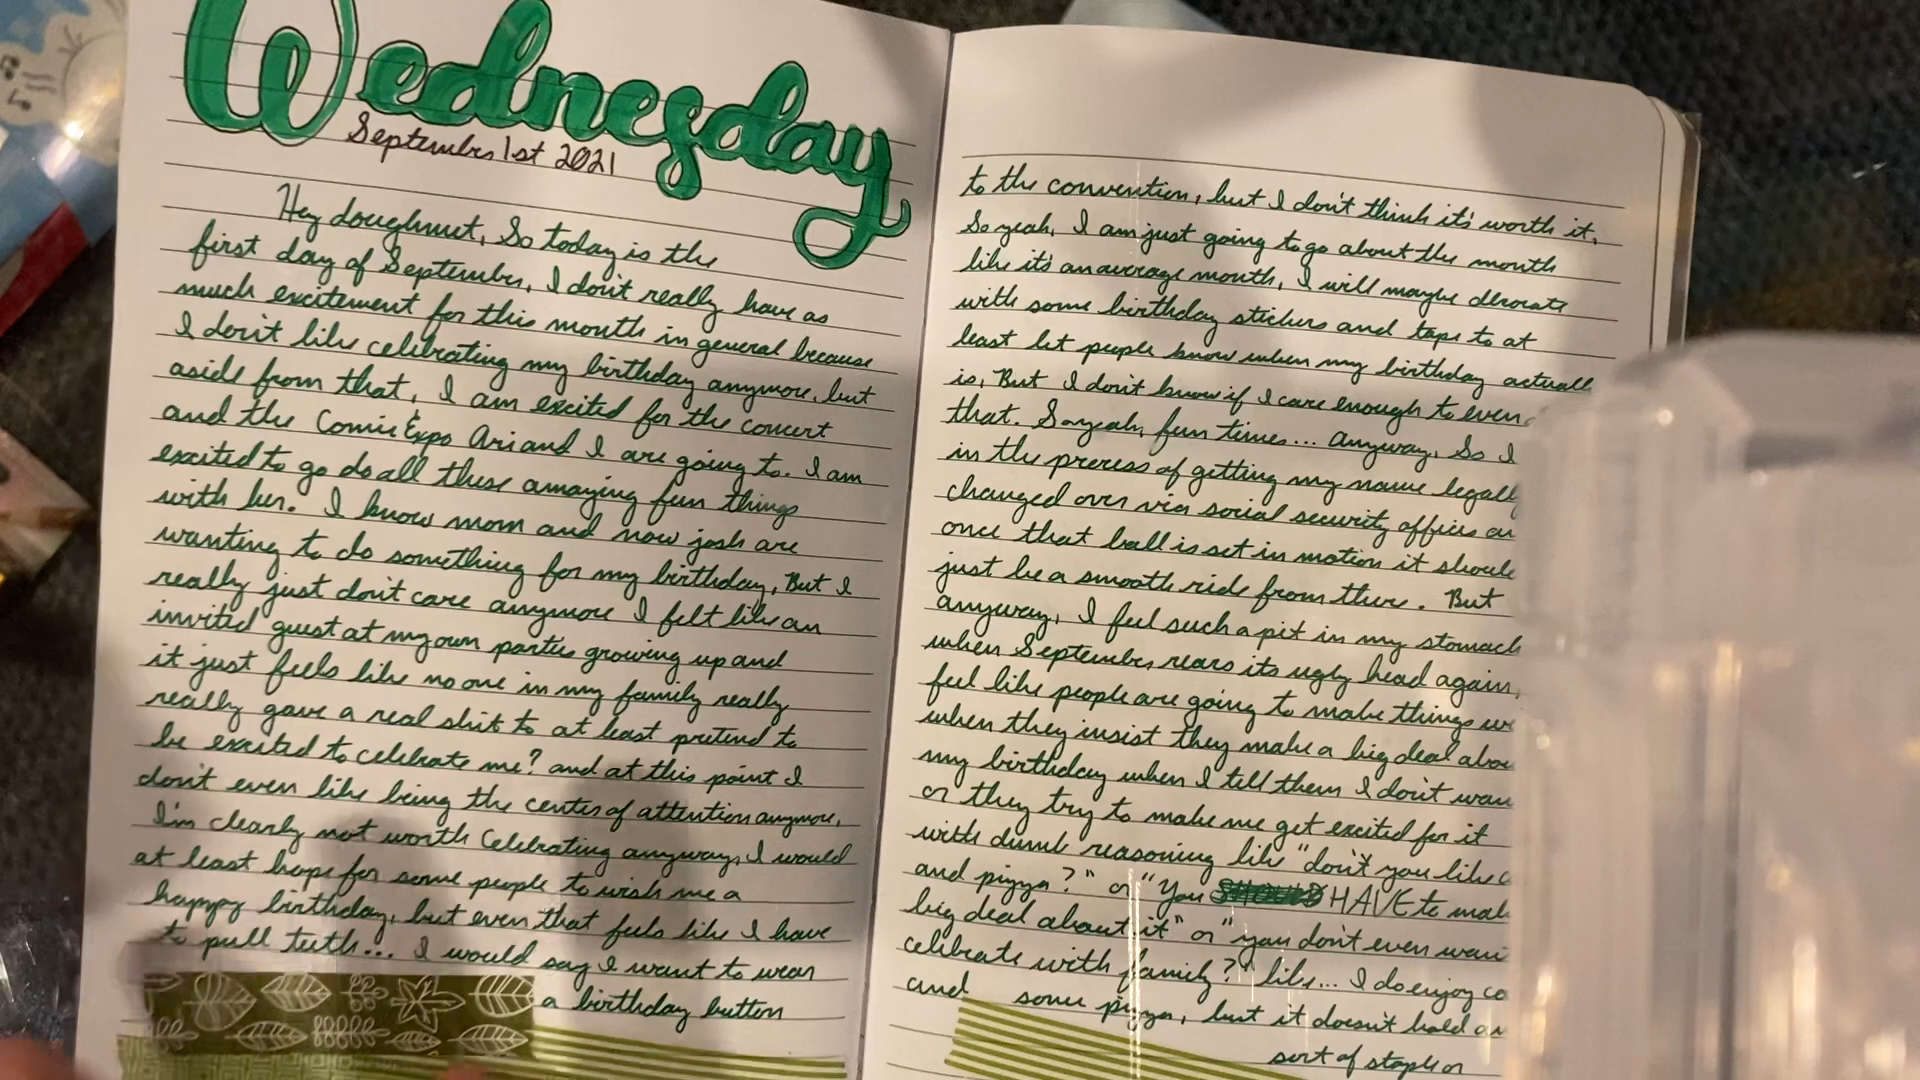 Wednesday
September 1st 2021
Hey doughnut, So today is the
first day of September, I don't really have as
much excitement for this month in general because
I don't like celebrating my birthday anymore, but
aside from that, I am excited for the concert
and the Comic Expo Ari and I are going to. I am
excited to go do all these amazing fun things
with her. I know mom and now josh are
wanting to do something for my birthday, But I
really just don't care anymore I felt like an
invited guest at my own parties growing up and
it just feels like no one in my family really
really gave a real shit to at least pretend to
be excited to celebrate me? and at this point I
don't even like being the center of attention anymore,
I'm clearly not worth Celebrating anyway, I would
at least hope for some people to wish me a
happy birthday, but even that feels like I have
to pull teeth... I would say I want to wear
a birthday button
to the convention, but I don't think it's worth it,
So yeah, I am just going to go about the month
like it's an average month, I will maybe decorate
with some birthday stickers and tape to at
least let people know when my birthday actuall
is, But I don't know if I care enough to even
that. So yeah, fun times... anyway, So I
in the process of getting my name legall
changed over via social security office an
once that ball is set in motion it should
just be a smooth ride from there. But
anyway, I feel such a pit in my stomach
when September rears its ugly head again,
feel like people are going to make things
when they insist they make a big deal abou
my birthday when I tell them I don't wan
or they try to make me get excited for it
with dumb reasoning like "don't you like
and pizza?" or "You SHOULD HAVE to mak
big deal about it" or "you don't even wan
celebrate with family?" like... I do enjoy
and some pizza, but it doesn't hold
sort of staple or